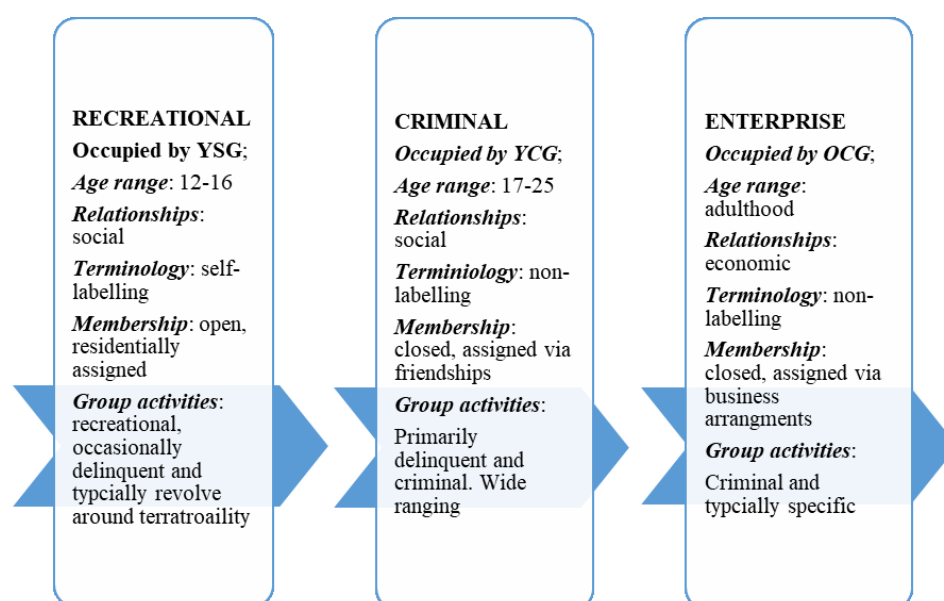 RECREATIONAL
Occupied by YSG;
Age range: 12-16
Relationships:
social
Terminology: self-
labelling
Membership: open,
residentially
assigned
Group activities:
recreational,
occasionally
delinquent and
typcially revolve
around terratroaility
CRIMINAL
Occupied by YCG;
Age range: 17-25
Relationships:
social
Terminiology: non-
labelling
Membership:
closed, assigned via
friendships
Group activities:
Primarily
delinquent and
criminal. Wide
ranging
ENTERPRISE
Occupied by OCG;
Age range:
adulthood
Relationships:
economic
Terminology: non-
labelling
Membership:
closed, assigned via
business
arrangments
Group activities:
Criminal and
typcially specific